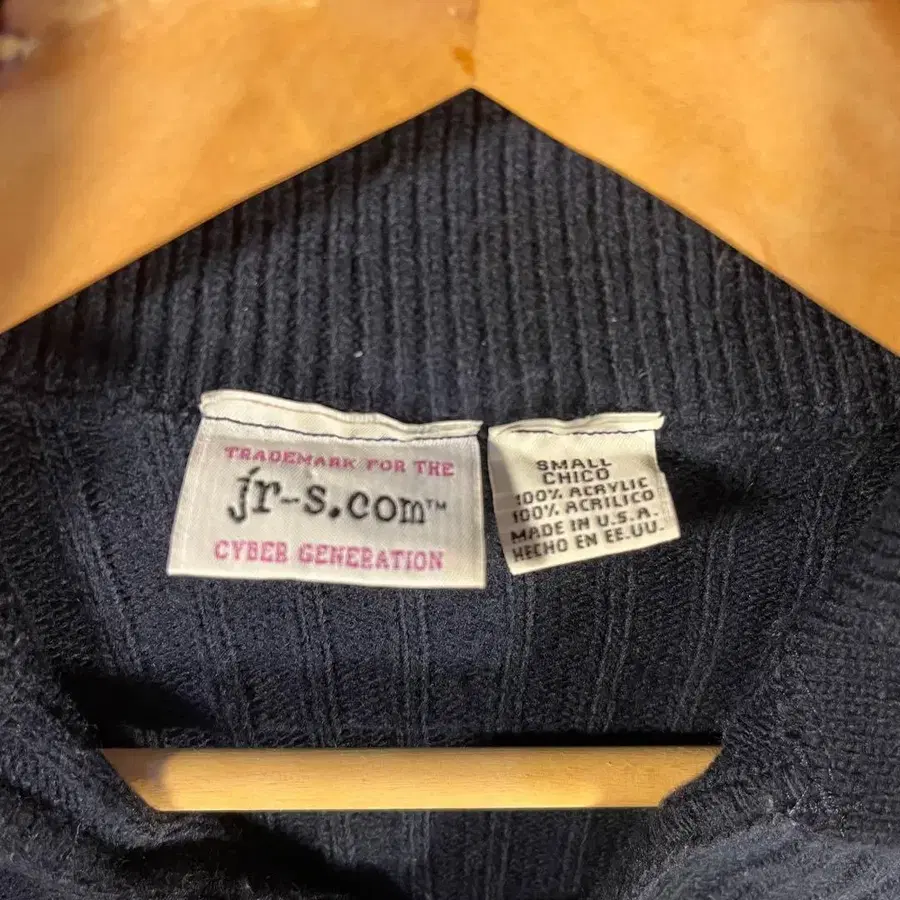 TRADEMARK FOR THE
jr-s.com™
CYBER GENERATION
SMALL
CHICO
100% ACRYLIC
100% ACRILICO
MADE IN U.S.A.
HECHO EN EE.UU.